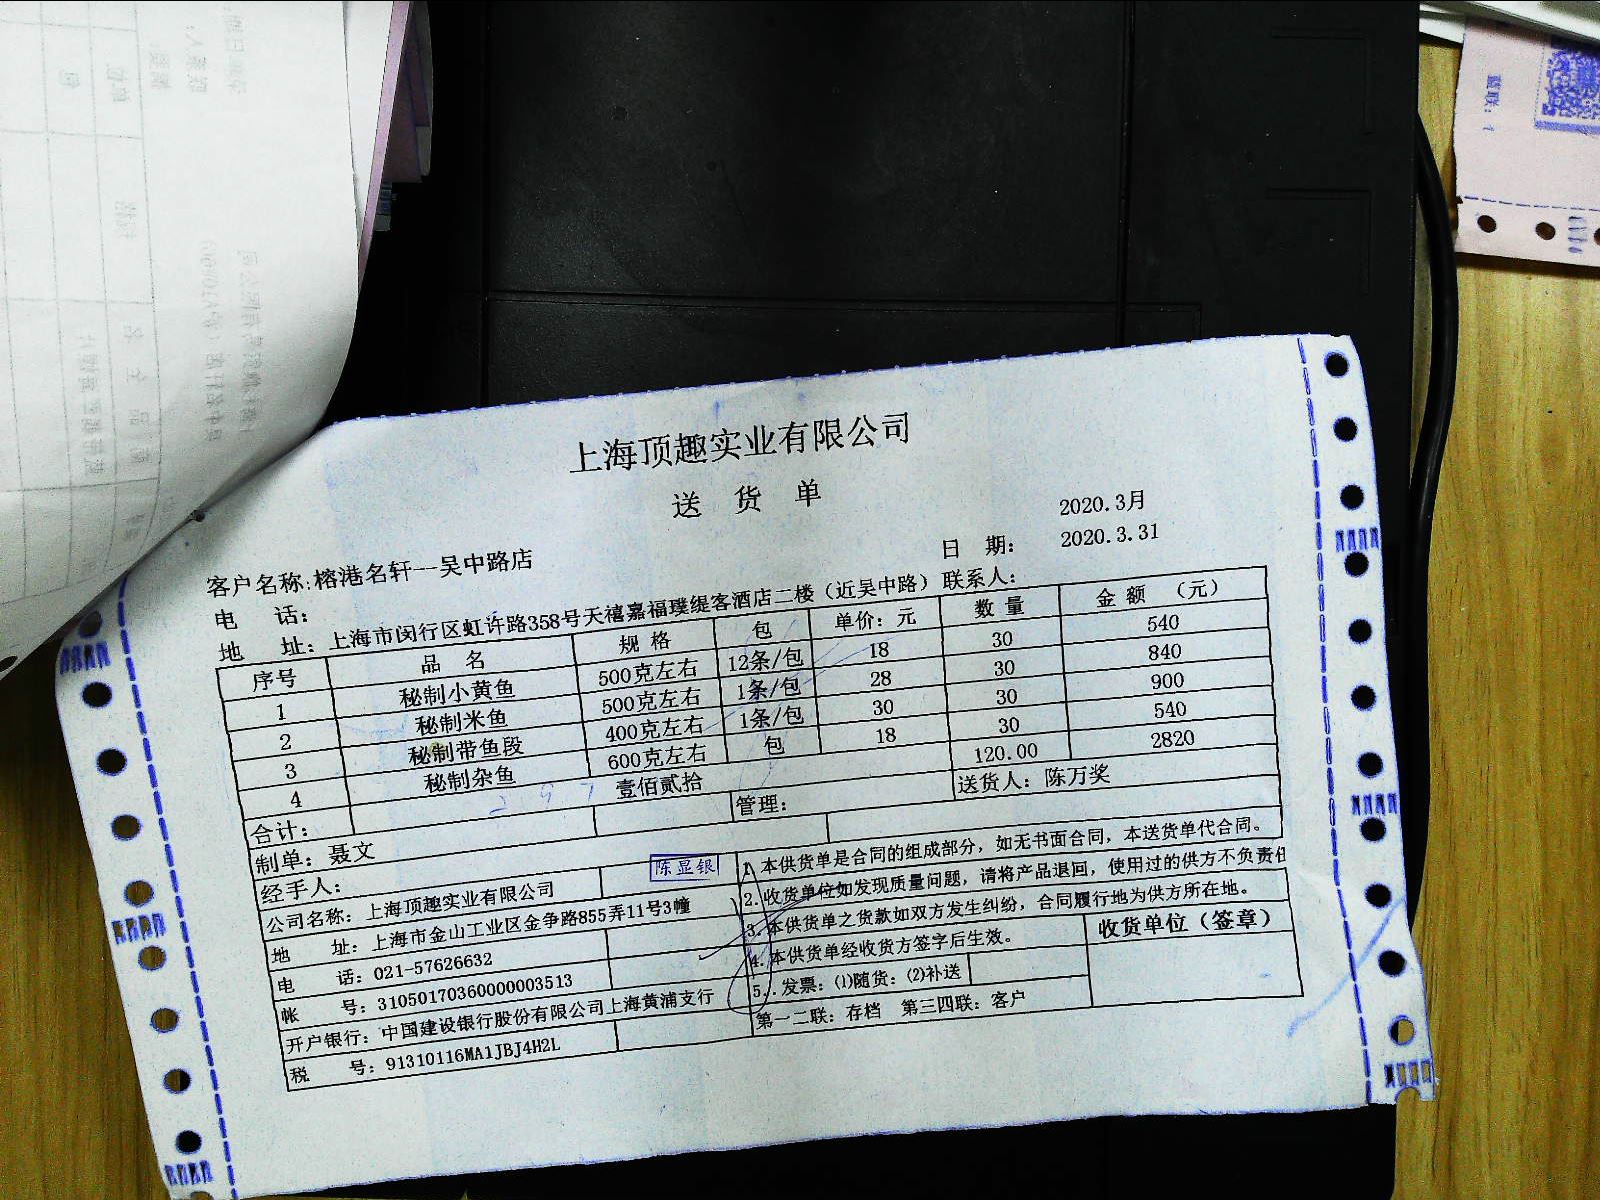 上海顶趣实业有限公司
送 货 单
2020.3月
客户名称：榕港名轩--吴中路店 日 期： 2020.3.31
电 话： 联系人：
地 址：上海市闵行区虹许路358号天禧嘉福璞缇客酒店二楼（近吴中路）
序号 品 名 规 格 包 单价：元 数 量 金 额 （元）
1 秘制小黄鱼 500克左右 12条/包 18 30 540
2 秘制米鱼 500克左右 1条/包 28 30 840
3 秘制带鱼段 400克左右 1条/包 30 30 900
4 秘制杂鱼 600克左右 包 18 30 540
合计： 壹佰贰拾 120.00 2820
制单：聂文 管理： 送货人：陈万奖
经手人： 陈显银
公司名称：上海顶趣实业有限公司
地 址：上海市金山工业区金争路855弄11号3幢
电 话：021-57626632
帐 号：31050170360000003513
开户银行：中国建设银行股份有限公司上海黄浦支行
税 号：91310116MA1JBJ4H2L
1、本供货单是合同的组成部分，如无书面合同，本送货单代合同。
2.收货单位如发现质量问题，请将产品退回，使用过的供方不负责任
3.本供货单之货款如双方发生纠纷，合同履行地为供方所在地。
4.本供货单经收货方签字后生效。
5、.发票：⑴随货：⑵补送
第一二联：存档 第三四联：客户
收货单位（签章）